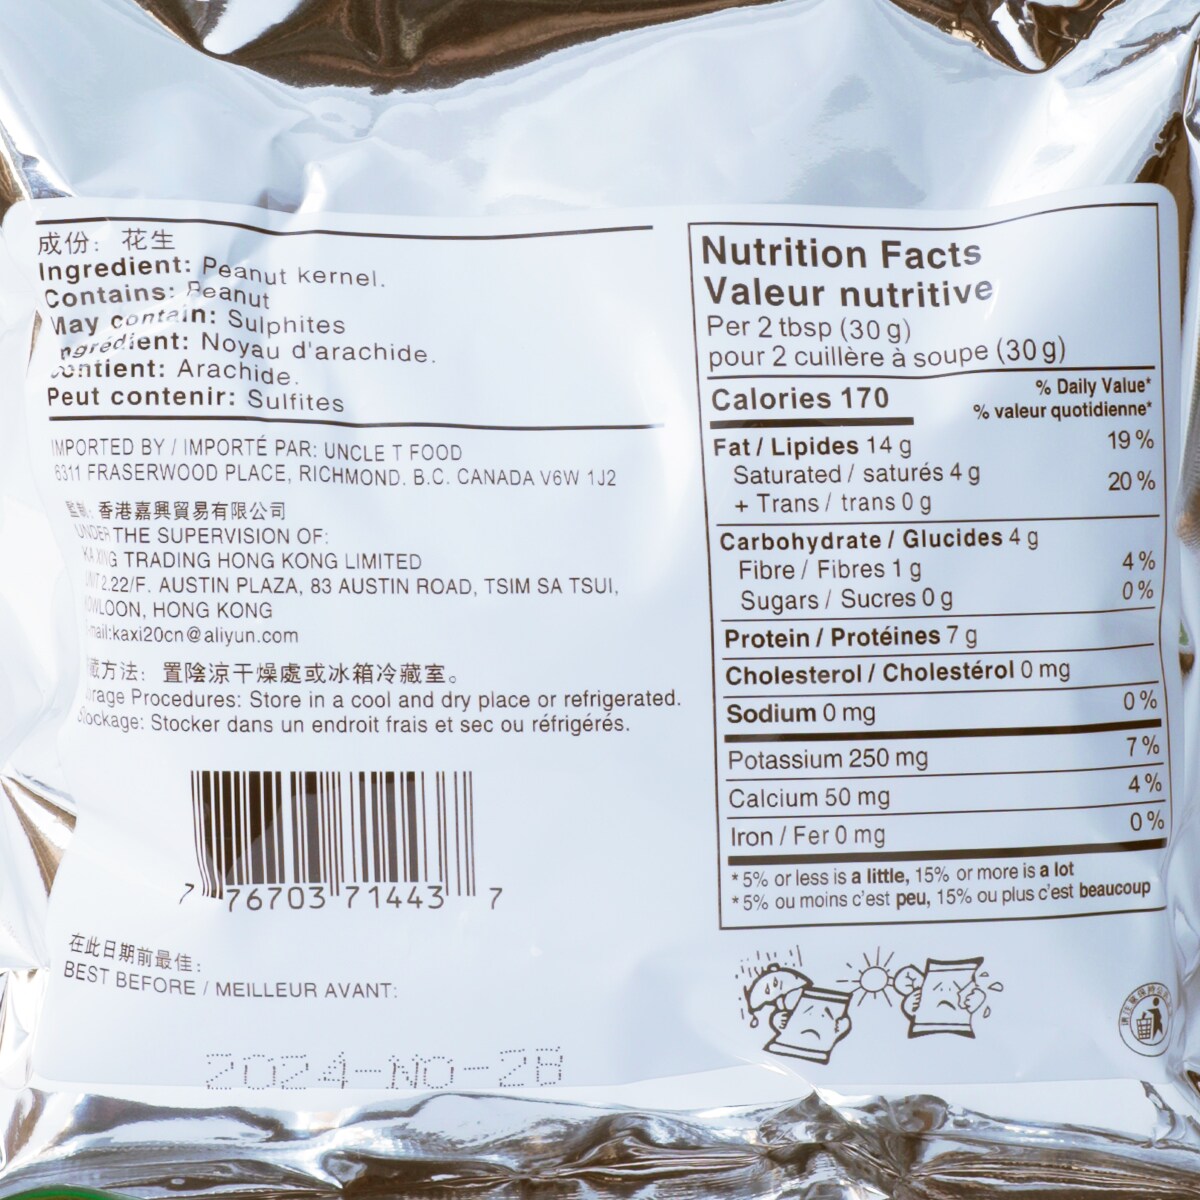 成份: 花生
Ingredient: Peanut kernel.
Contains: Peanut
May contain: Sulphites
ngrédient: Noyau d'arachide.
ontient: Arachide.
Peut contenir: Sulfites
IMPORTED BY / IMPORTÉ PAR: UNCLE T FOOD
6311 FRASERWOOD PLACE, RICHMOND. B.C. CANADA V6W 1J2
監制: 香港嘉興貿易有限公司
UNDER THE SUPERVISION OF:
TRADING HONG KONG LIMITED
2.22/F. AUSTIN PLAZA, 83 AUSTIN ROAD, TSIM SA TSUI,
OWLOON, HONG KONG
mail:kaxi20cn@aliyun.com
藏方法: 置陰涼干燥處或冰箱冷藏室。
rage Procedures: Store in a cool and dry place or refrigerated.
Stockage: Stocker dans un endroit frais et sec ou réfrigérés.
7 76703 71443 7
在此日期前最佳:
BEST BEFORE / MEILLEUR AVANT:
2024-NO-28
Nutrition Facts
Valeur nutritive
Per 2 tbsp (30 g)
pour 2 cuillère à soupe (30 g)
Calories 170
% Daily Value*
% valeur quotidienne*
Fat / Lipides 14 g 19 %
Saturated / saturés 4 g
+ Trans / trans 0 g 20 %
Carbohydrate / Glucides 4 g
Fibre / Fibres 1 g 4 %
Sugars / Sucres 0 g 0 %
Protein / Protéines 7 g
Cholesterol / Cholestérol 0 mg
Sodium 0 mg 0 %
Potassium 250 mg 7 %
Calcium 50 mg 4 %
Iron / Fer 0 mg 0 %
* 5% or less is a little, 15% or more is a lot
* 5% ou moins c'est peu, 15% ou plus c'est beaucoup